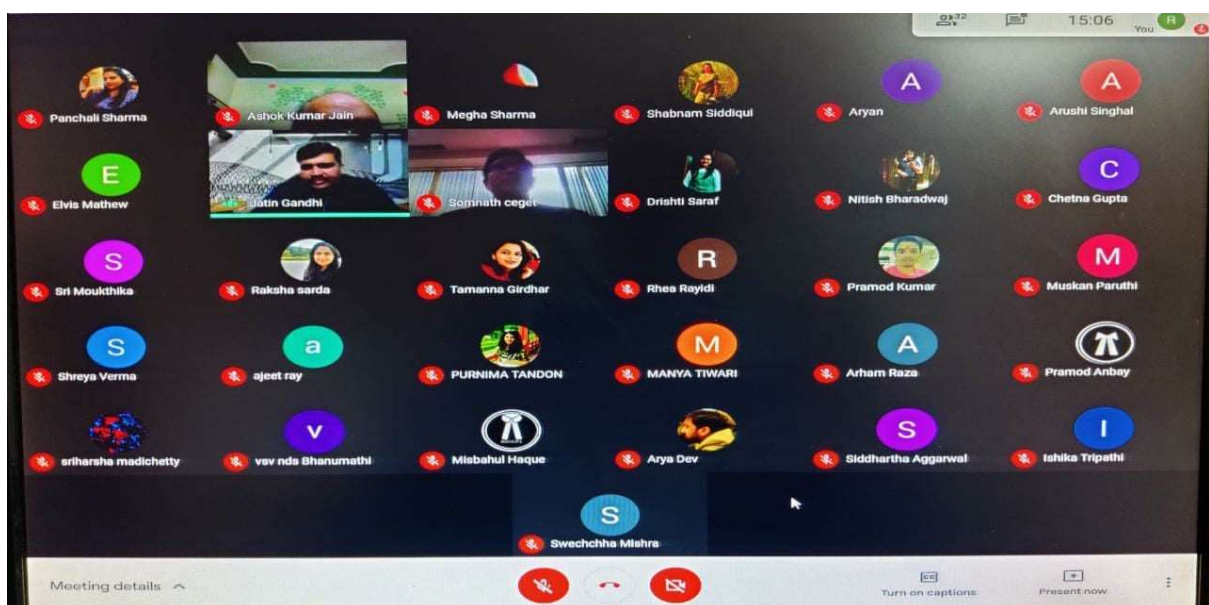 32
15:06
You
R
Panchali Sharma
Ashok Kumar Jain
Megha Sharma
Shabnam Siddiqui
A
Aryan
A
Arushi Singhal
E
Elvis Mathew
Jatin Gandhi
Somnath ceget
Drishti Saraf
Nitish Bharadwaj
C
Chetna Gupta
S
Sri Moukthika
Raksha sarda
Tamanna Girdhar
R
Rhea Rayidi
Pramod Kumar
M
Muskan Paruthi
S
Shreya Verma
a
ajeet ray
PURNIMA TANDON
M
MANYA TIWARI
A
Arham Raza
Pramod Anbay
sriharsha madichetty
v
vsv nds Bhanumathi
Misbahul Haque
Arya Dev
S
Siddhartha Aggarwal
I
Ishika Tripathi
S
Swechchha Mishra
Meeting details
CC
Turn on captions
Present now